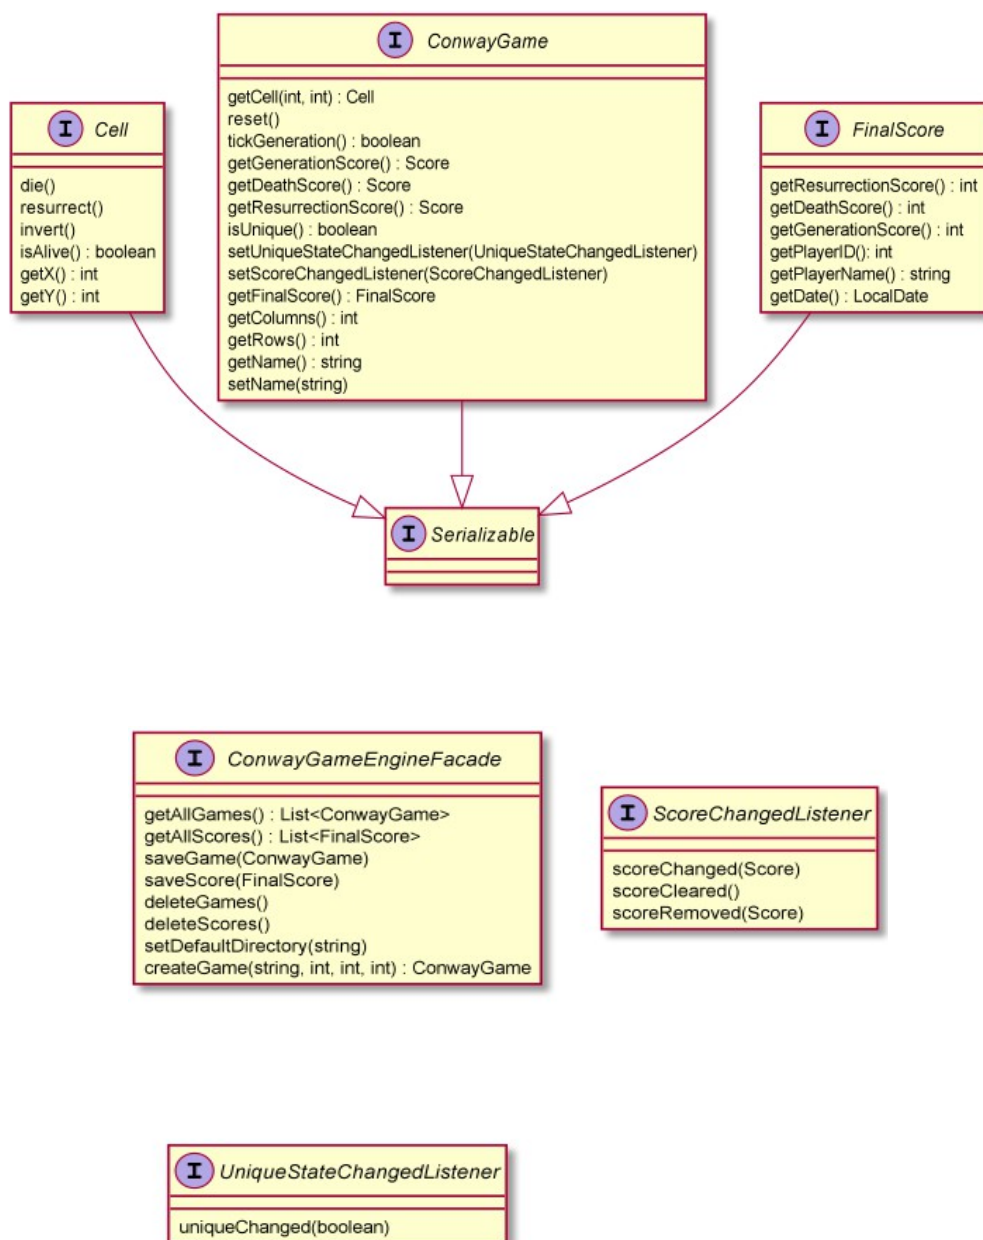 I ConwayGame
getCell(int, int) : Cell
reset()
tickGeneration() : boolean
getGenerationScore() : Score
getDeathScore() : Score
getResurrectionScore() : Score
isUnique() : boolean
setUniqueStateChangedListener(UniqueStateChangedListener)
setScoreChangedListener(ScoreChangedListener)
getFinalScore() : FinalScore
getColumns() : int
getRows() : int
getName() : string
setName(string)
I Cell
die()
resurrect()
invert()
isAlive() : boolean
getX() : int
getY() : int
I FinalScore
getResurrectionScore() : int
getDeathScore() : int
getGenerationScore() : int
getPlayerID(): int
getPlayerName() : string
getDate() : LocalDate
I Serializable
I ConwayGameEngineFacade
getAllGames() : List<ConwayGame>
getAllScores() : List<FinalScore>
saveGame(ConwayGame)
saveScore(FinalScore)
deleteGames()
deleteScores()
setDefaultDirectory(string)
createGame(string, int, int, int) : ConwayGame
I ScoreChangedListener
scoreChanged(Score)
scoreCleared()
scoreRemoved(Score)
I UniqueStateChangedListener
uniqueChanged(boolean)